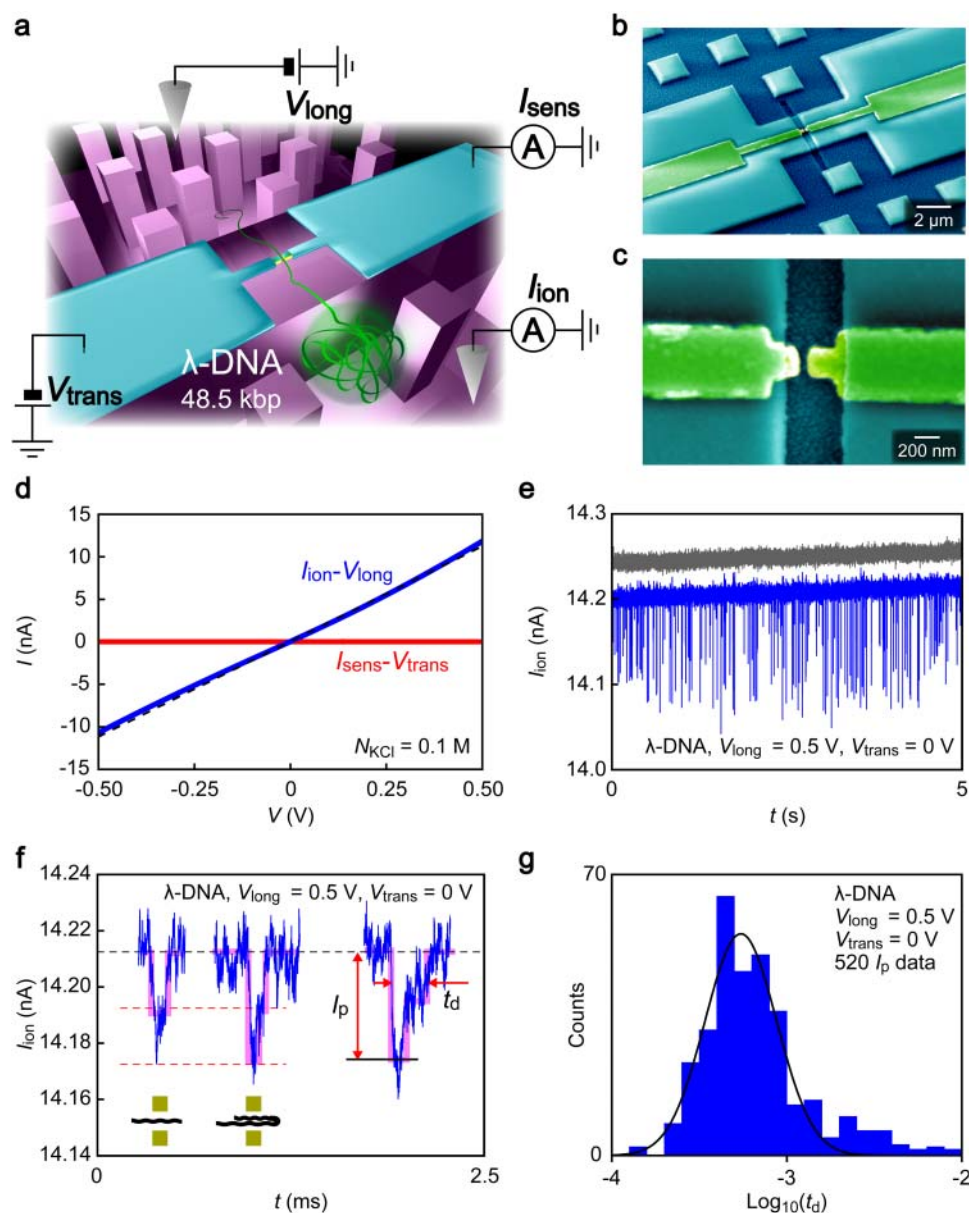 a
V_long
I_sens
A
I_ion
A
V_trans
λ-DNA
48.5 kbp
b
2 μm
c
200 nm
d
15
10
5
0
-5
-10
-15
I (nA)
I_ion-V_long
I_sens-V_trans
N_KCl = 0.1 M
-0.50
-0.25
0
0.25
0.50
V (V)
e
14.3
14.2
14.1
14.0
I_ion (nA)
λ-DNA, V_long = 0.5 V, V_trans = 0 V
0
5
t (s)
f
14.24
14.22
14.20
14.18
14.16
14.14
I_ion (nA)
λ-DNA, V_long = 0.5 V, V_trans = 0 V
I_p
t_d
0
2.5
t (ms)
g
70
0
Counts
λ-DNA
V_long = 0.5 V
V_trans = 0 V
520 I_p data
-4
-3
-2
Log10(t_d)